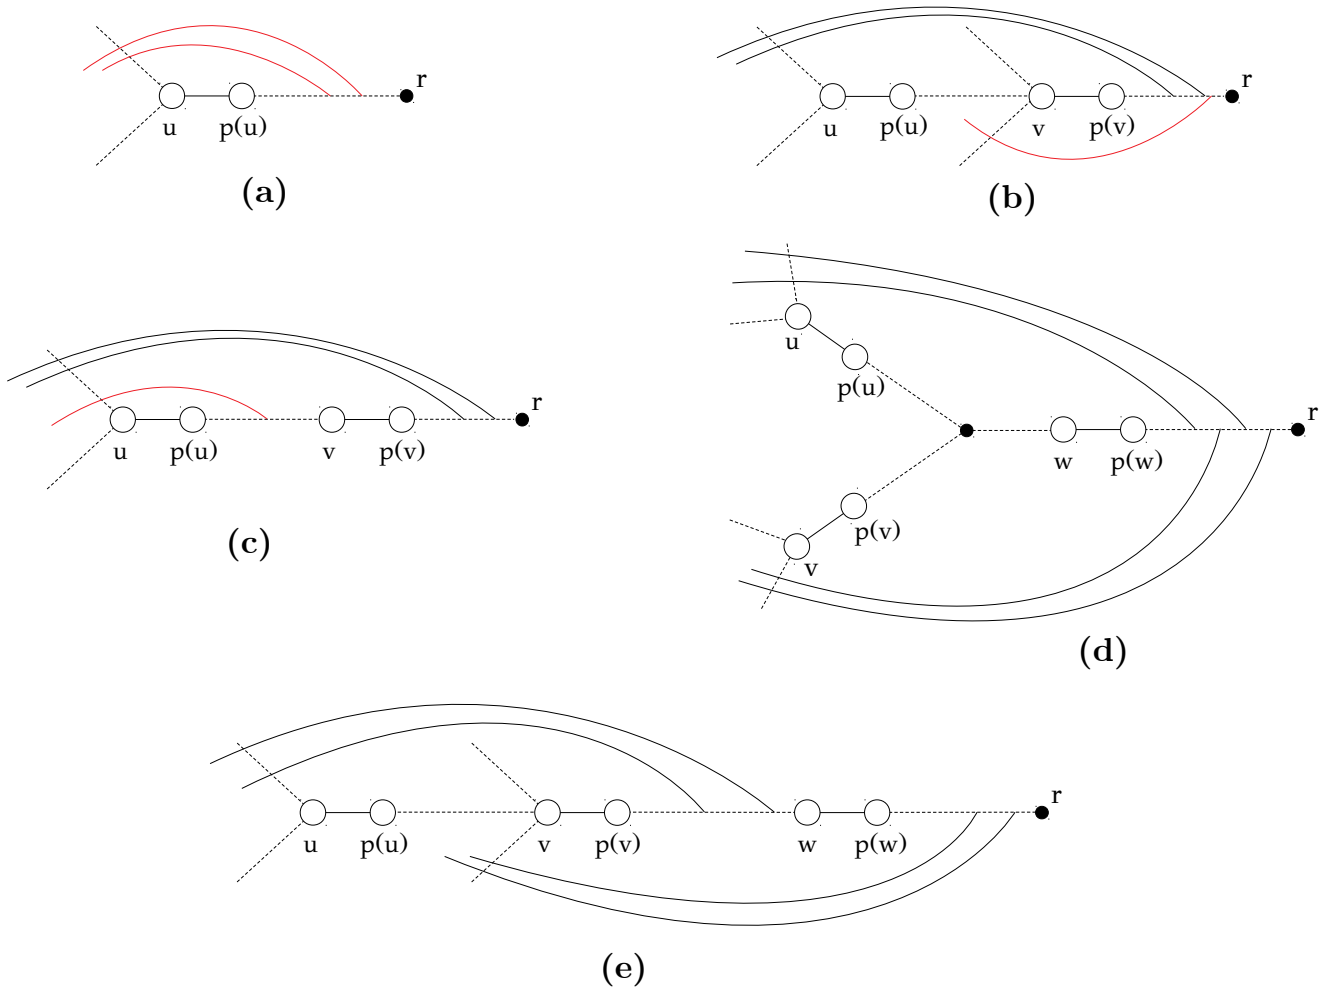 r
u p(u)
(a)
r
u p(u) v p(v)
(b)
r
u p(u) v p(v)
(c)
u
p(u)
r
w p(w)
p(v)
v
(d)
r
u p(u) v p(v) w p(w)
(e)